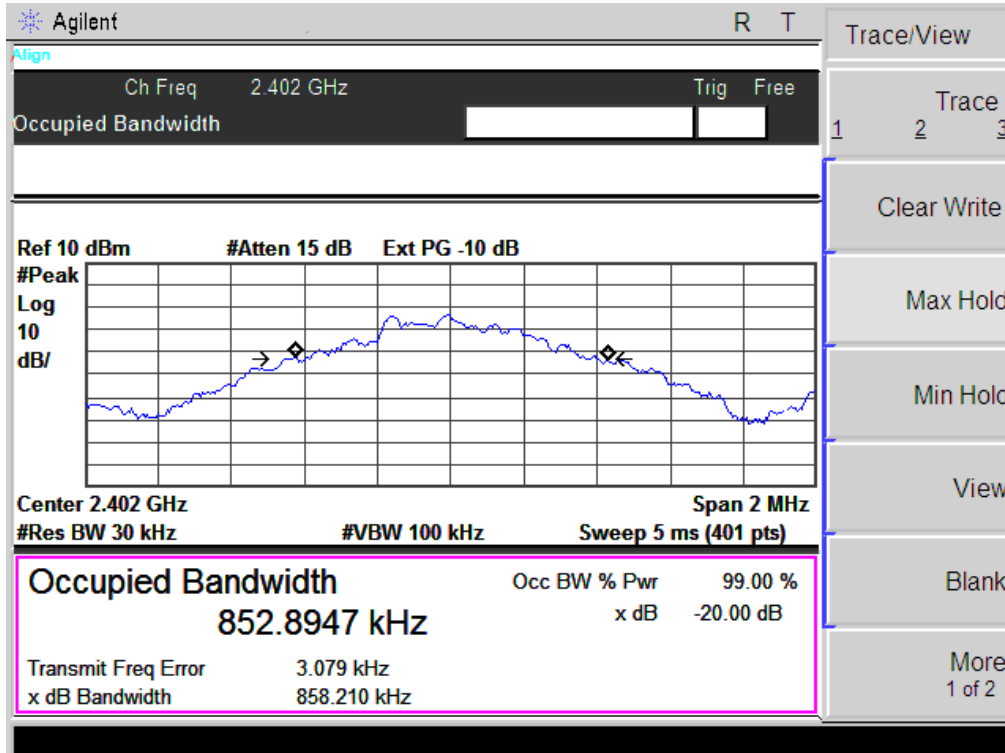 Agilent R T
Trace/View
Align
Ch Freq 2.402 GHz Trig Free
Occupied Bandwidth
Trace
1 2 3
Clear Write
Max Hold
Min Hold
View
Blank
More
1 of 2
Ref 10 dBm #Atten 15 dB Ext PG -10 dB
#Peak
Log
10
dB/
Center 2.402 GHz Span 2 MHz
#Res BW 30 kHz #VBW 100 kHz Sweep 5 ms (401 pts)
Occupied Bandwidth Occ BW % Pwr 99.00 %
852.8947 kHz x dB -20.00 dB
Transmit Freq Error 3.079 kHz
x dB Bandwidth 858.210 kHz